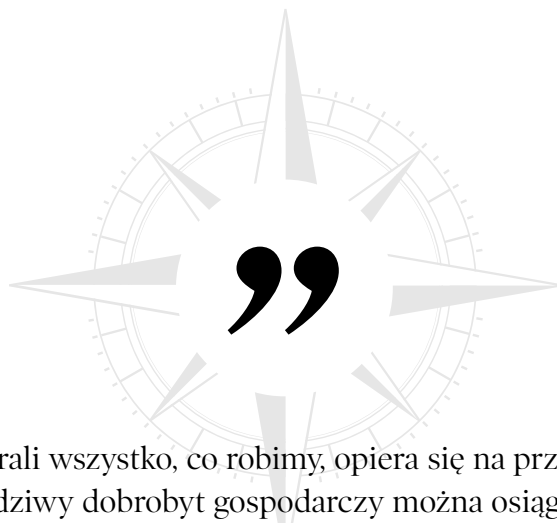 ”
rali wszystko, co robimy, opiera się na prz
dziwy dobrobyt gospodarczy można osiąg